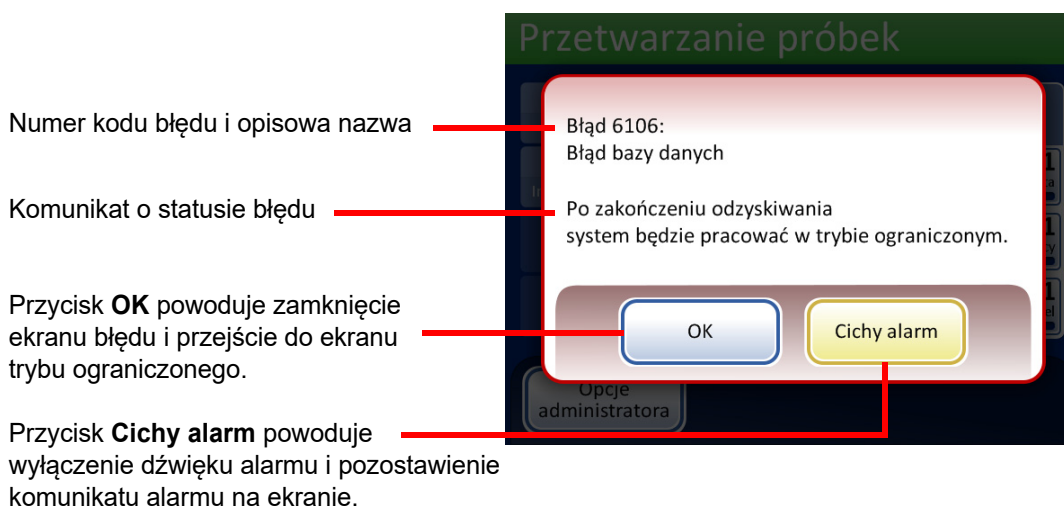 Przetwarzanie próbek
Numer kodu błędu i opisowa nazwa
Błąd 6106:
Błąd bazy danych
Komunikat o statusie błędu
Po zakończeniu odzyskiwania
system będzie pracować w trybie ograniczonym.
Przycisk OK powoduje zamknięcie
ekranu błędu i przejście do ekranu
trybu ograniczonego.
OK
Cichy alarm
Opcje
administratora
Przycisk Cichy alarm powoduje
wyłączenie dźwięku alarmu i pozostawienie
komunikatu alarmu na ekranie.